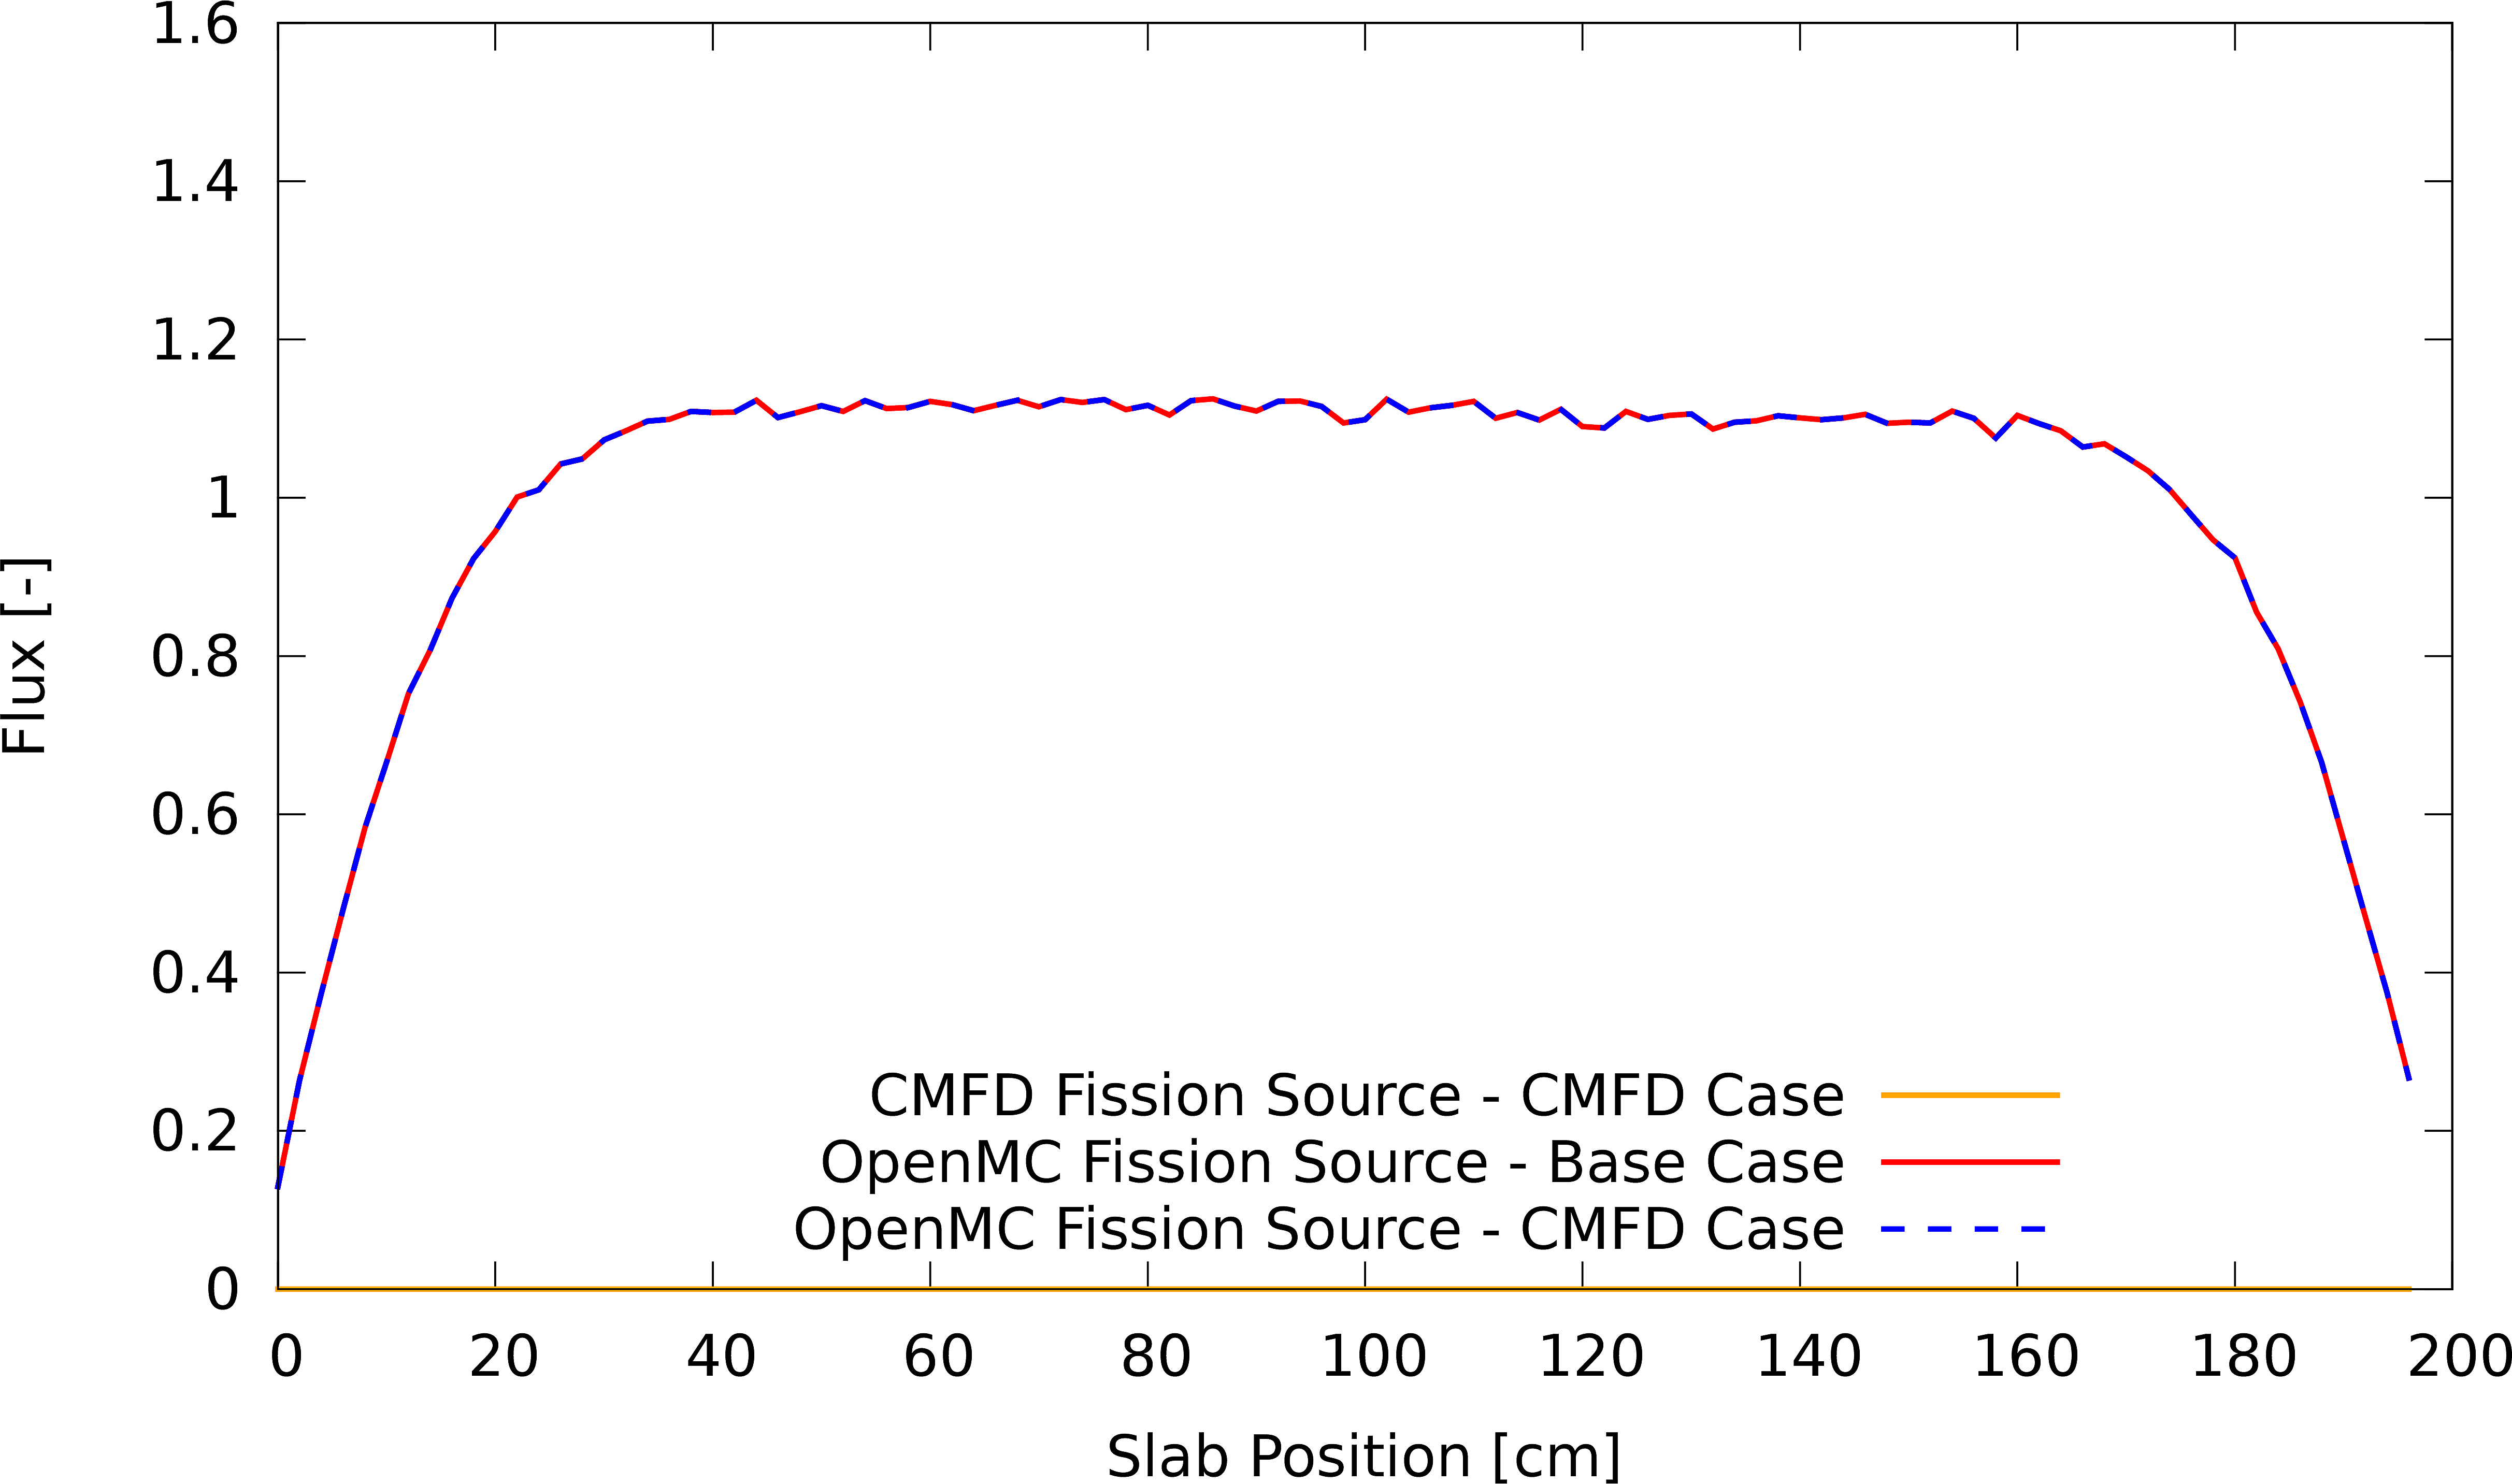 1.6
1.4
1.2
1
0.8
0.6
0.4
0.2
0
Flux [-]
CMFD Fission Source - CMFD Case
OpenMC Fission Source - Base Case
OpenMC Fission Source - CMFD Case
0 20 40 60 80 100 120 140 160 180 200
Slab Position [cm]